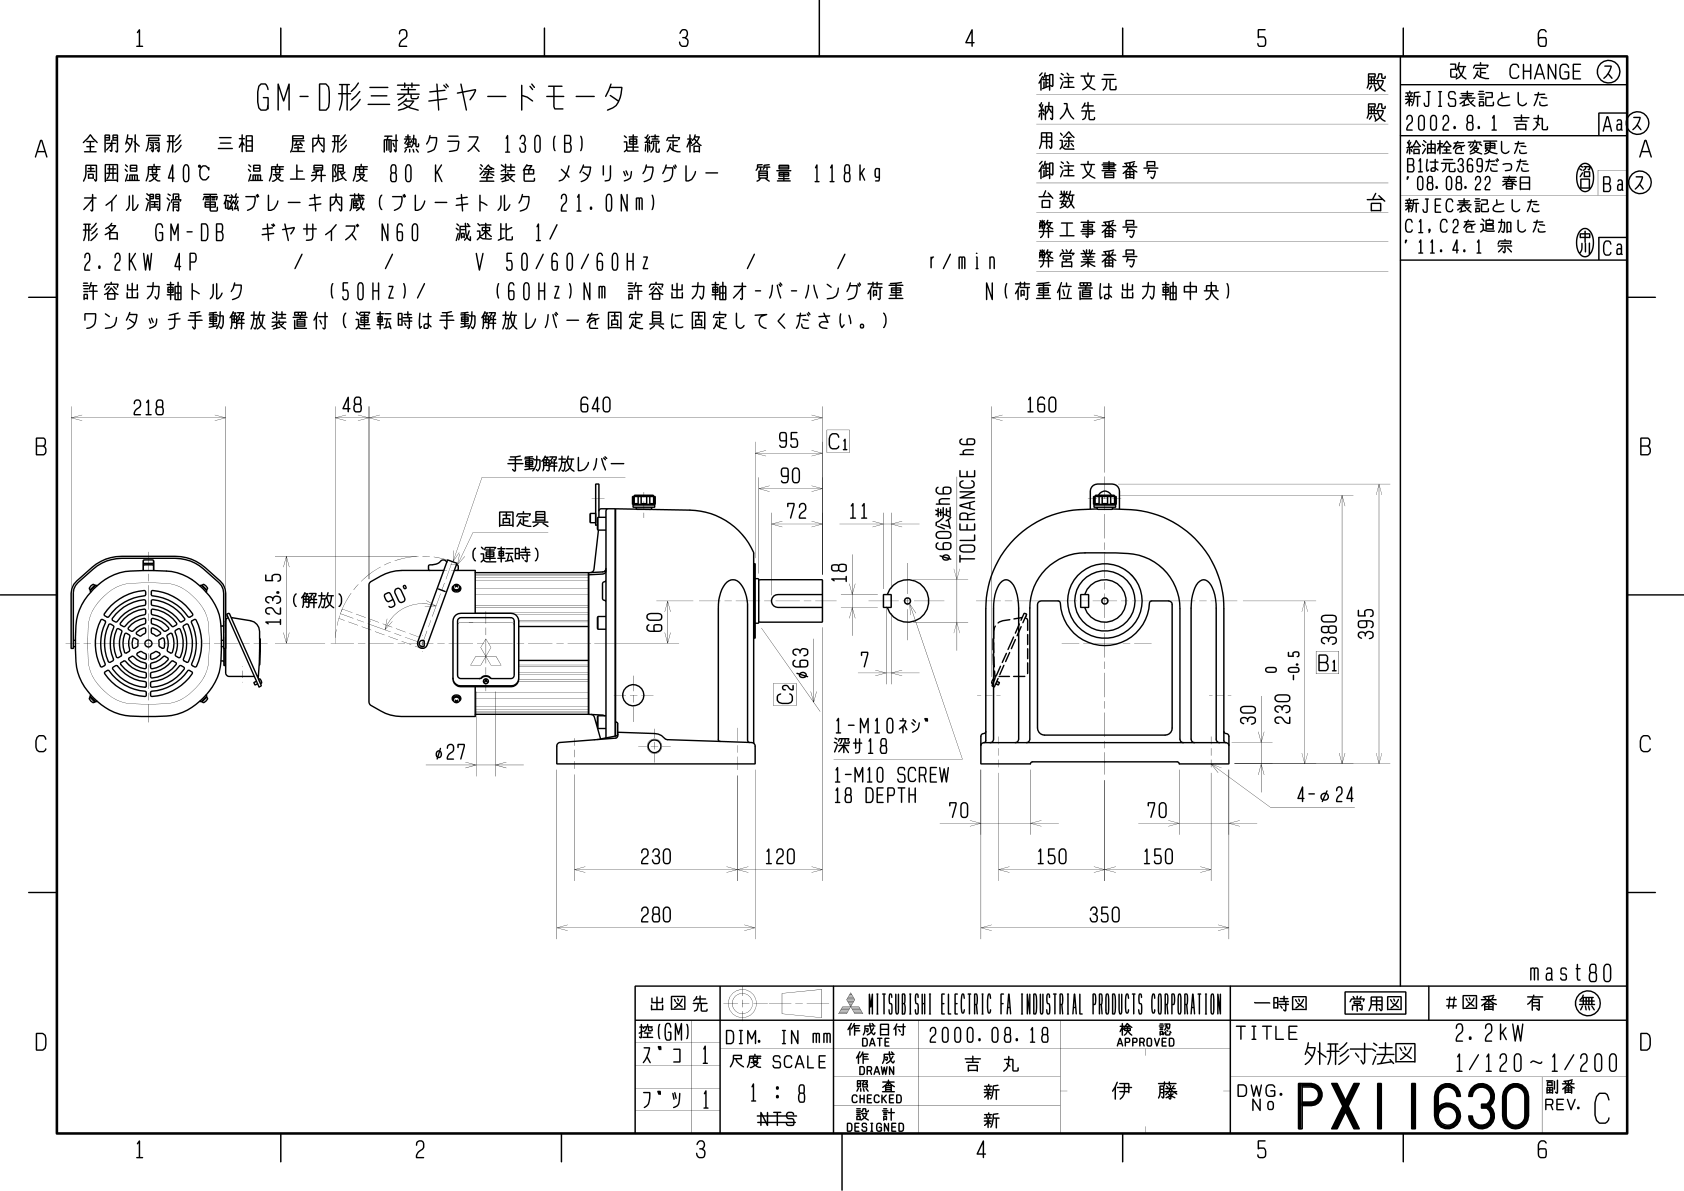 1 2 3 4 5 6
GM-D形三菱ギヤードモータ
全閉外扇形 三相 屋内形 耐熱クラス 130(B) 連続定格
周囲温度40℃ 温度上昇限度 80 K 塗装色 メタリックグレー 質量 118kg
オイル潤滑 電磁ブレーキ内蔵(ブレーキトルク 21.0Nm)
形名 GM-DB ギヤサイズ N60 減速比 1/
2.2KW 4P / / V 50/60/60Hz / / r/min
許容出力軸トルク (50Hz)/ (60Hz)Nm 許容出力軸オ-バ-ハング荷重 N(荷重位置は出力軸中央)
ワンタッチ手動解放装置付(運転時は手動解放レバーを固定具に固定してください。)
御注文元 殿
納入先 殿
用途
御注文書番号
台数 台
弊工事番号
弊営業番号
改定 CHANGE ス
新JIS表記とした
2002.8.1 吉丸 Aa ス
給油栓を変更した
B1は元369だった
'08.08.22 春日 Ba ス
新JEC表記とした
C1,C2を追加した
'11.4.1 宗 Ca
A A
B B
C C
D D
218
48
640
95 C1
90
72
手動解放レバー
固定具
(運転時)
(解放)
123.5
90°
60
φ27
φ63
C2
230
120
280
11
18
7
φ60公差h6
TOLERANCE h6
1-M10ネジ
深サ18
1-M10 SCREW
18 DEPTH
160
395
380
B1
230 0 -0.5
30
4-φ24
70 70
150 150
350
mast80
出図先
控(GM)
ズコ 1
ブツ 1
DIM. IN mm
尺度 SCALE
1 : 8
NTS
MITSUBISHI ELECTRIC FA INDUSTRIAL PRODUCTS CORPORATION
作成日付 DATE 2000.08.18
作成 DRAWN 吉丸
照査 CHECKED 新
設計 DESIGNED 新
検認 APPROVED
伊藤
一時図 常用図 #図番 有 無
TITLE 2.2kW
外形寸法図 1/120~1/200
DWG. No PX11630 副番 REV. C
1 2 3 4 5 6